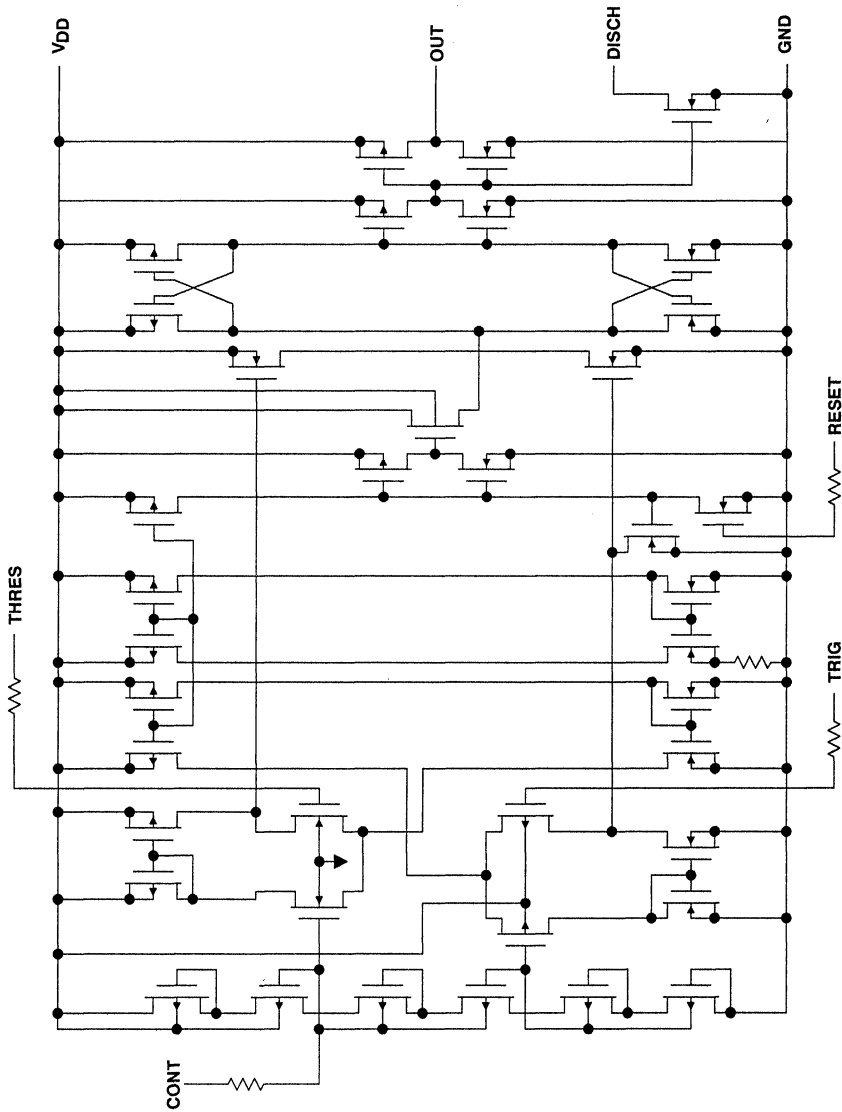 VDD
OUT
DISCH
GND
RESET
THRES
TRIG
CONT